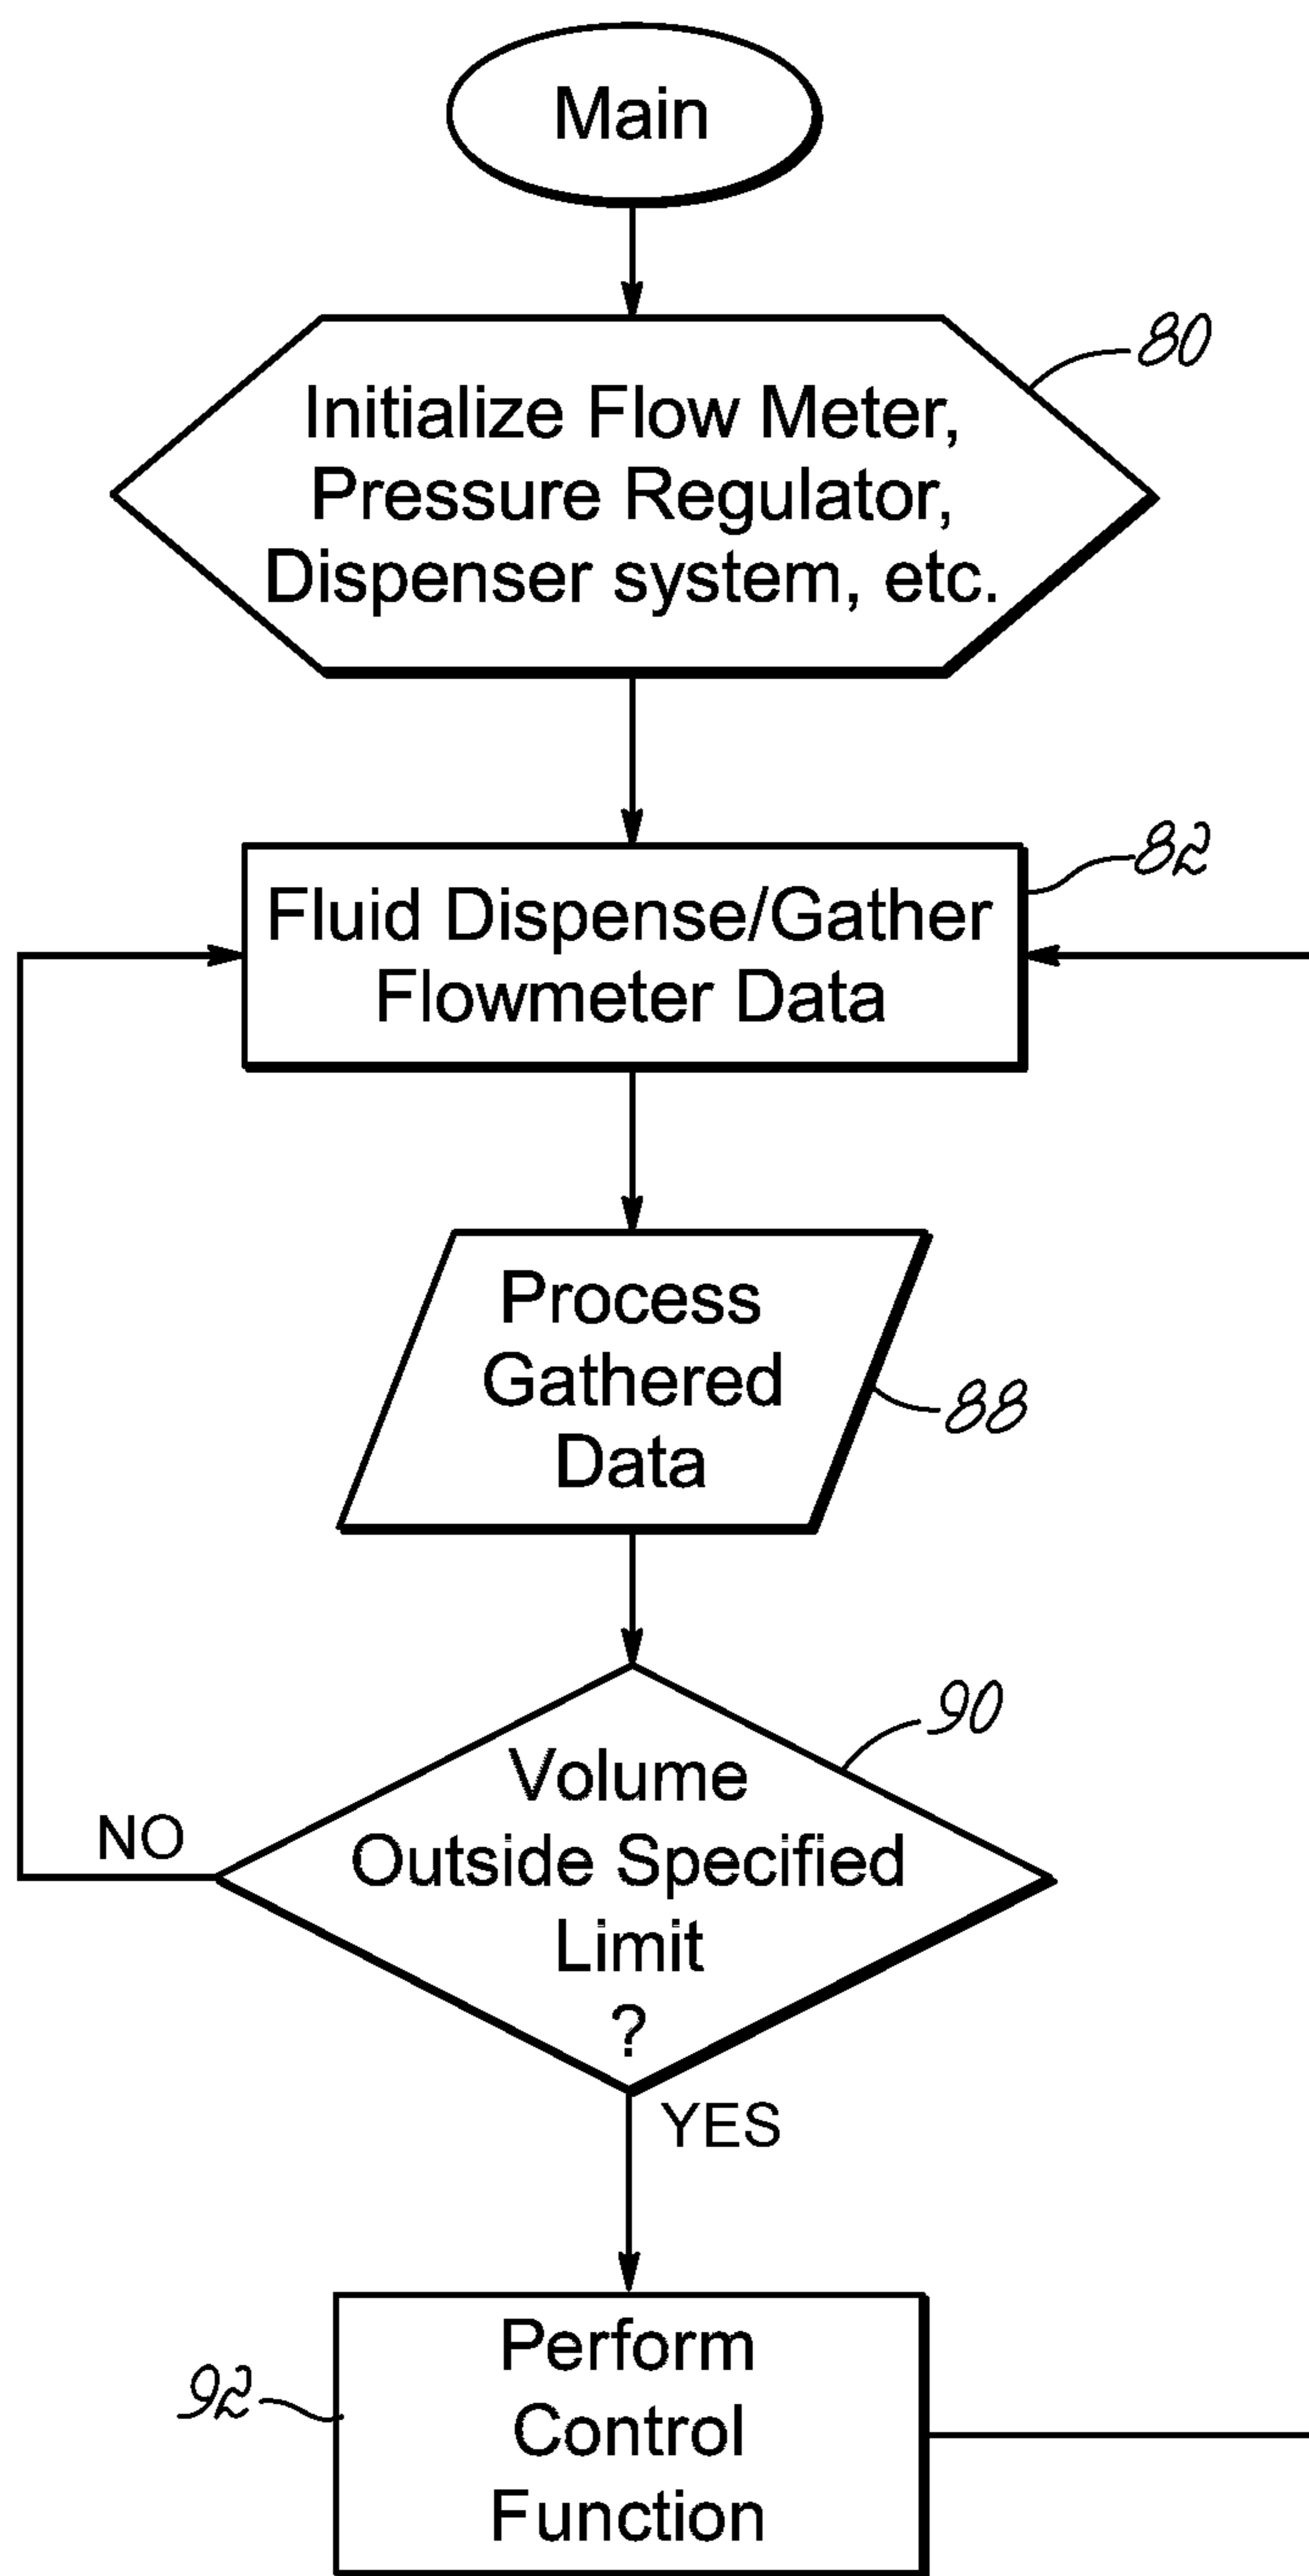 Main
80
Initialize Flow Meter,
Pressure Regulator,
Dispenser system, etc.
82
Fluid Dispense/Gather
Flowmeter Data
Process
Gathered
Data
88
90
Volume
Outside Specified
Limit
?
NO
YES
92
Perform
Control
Function